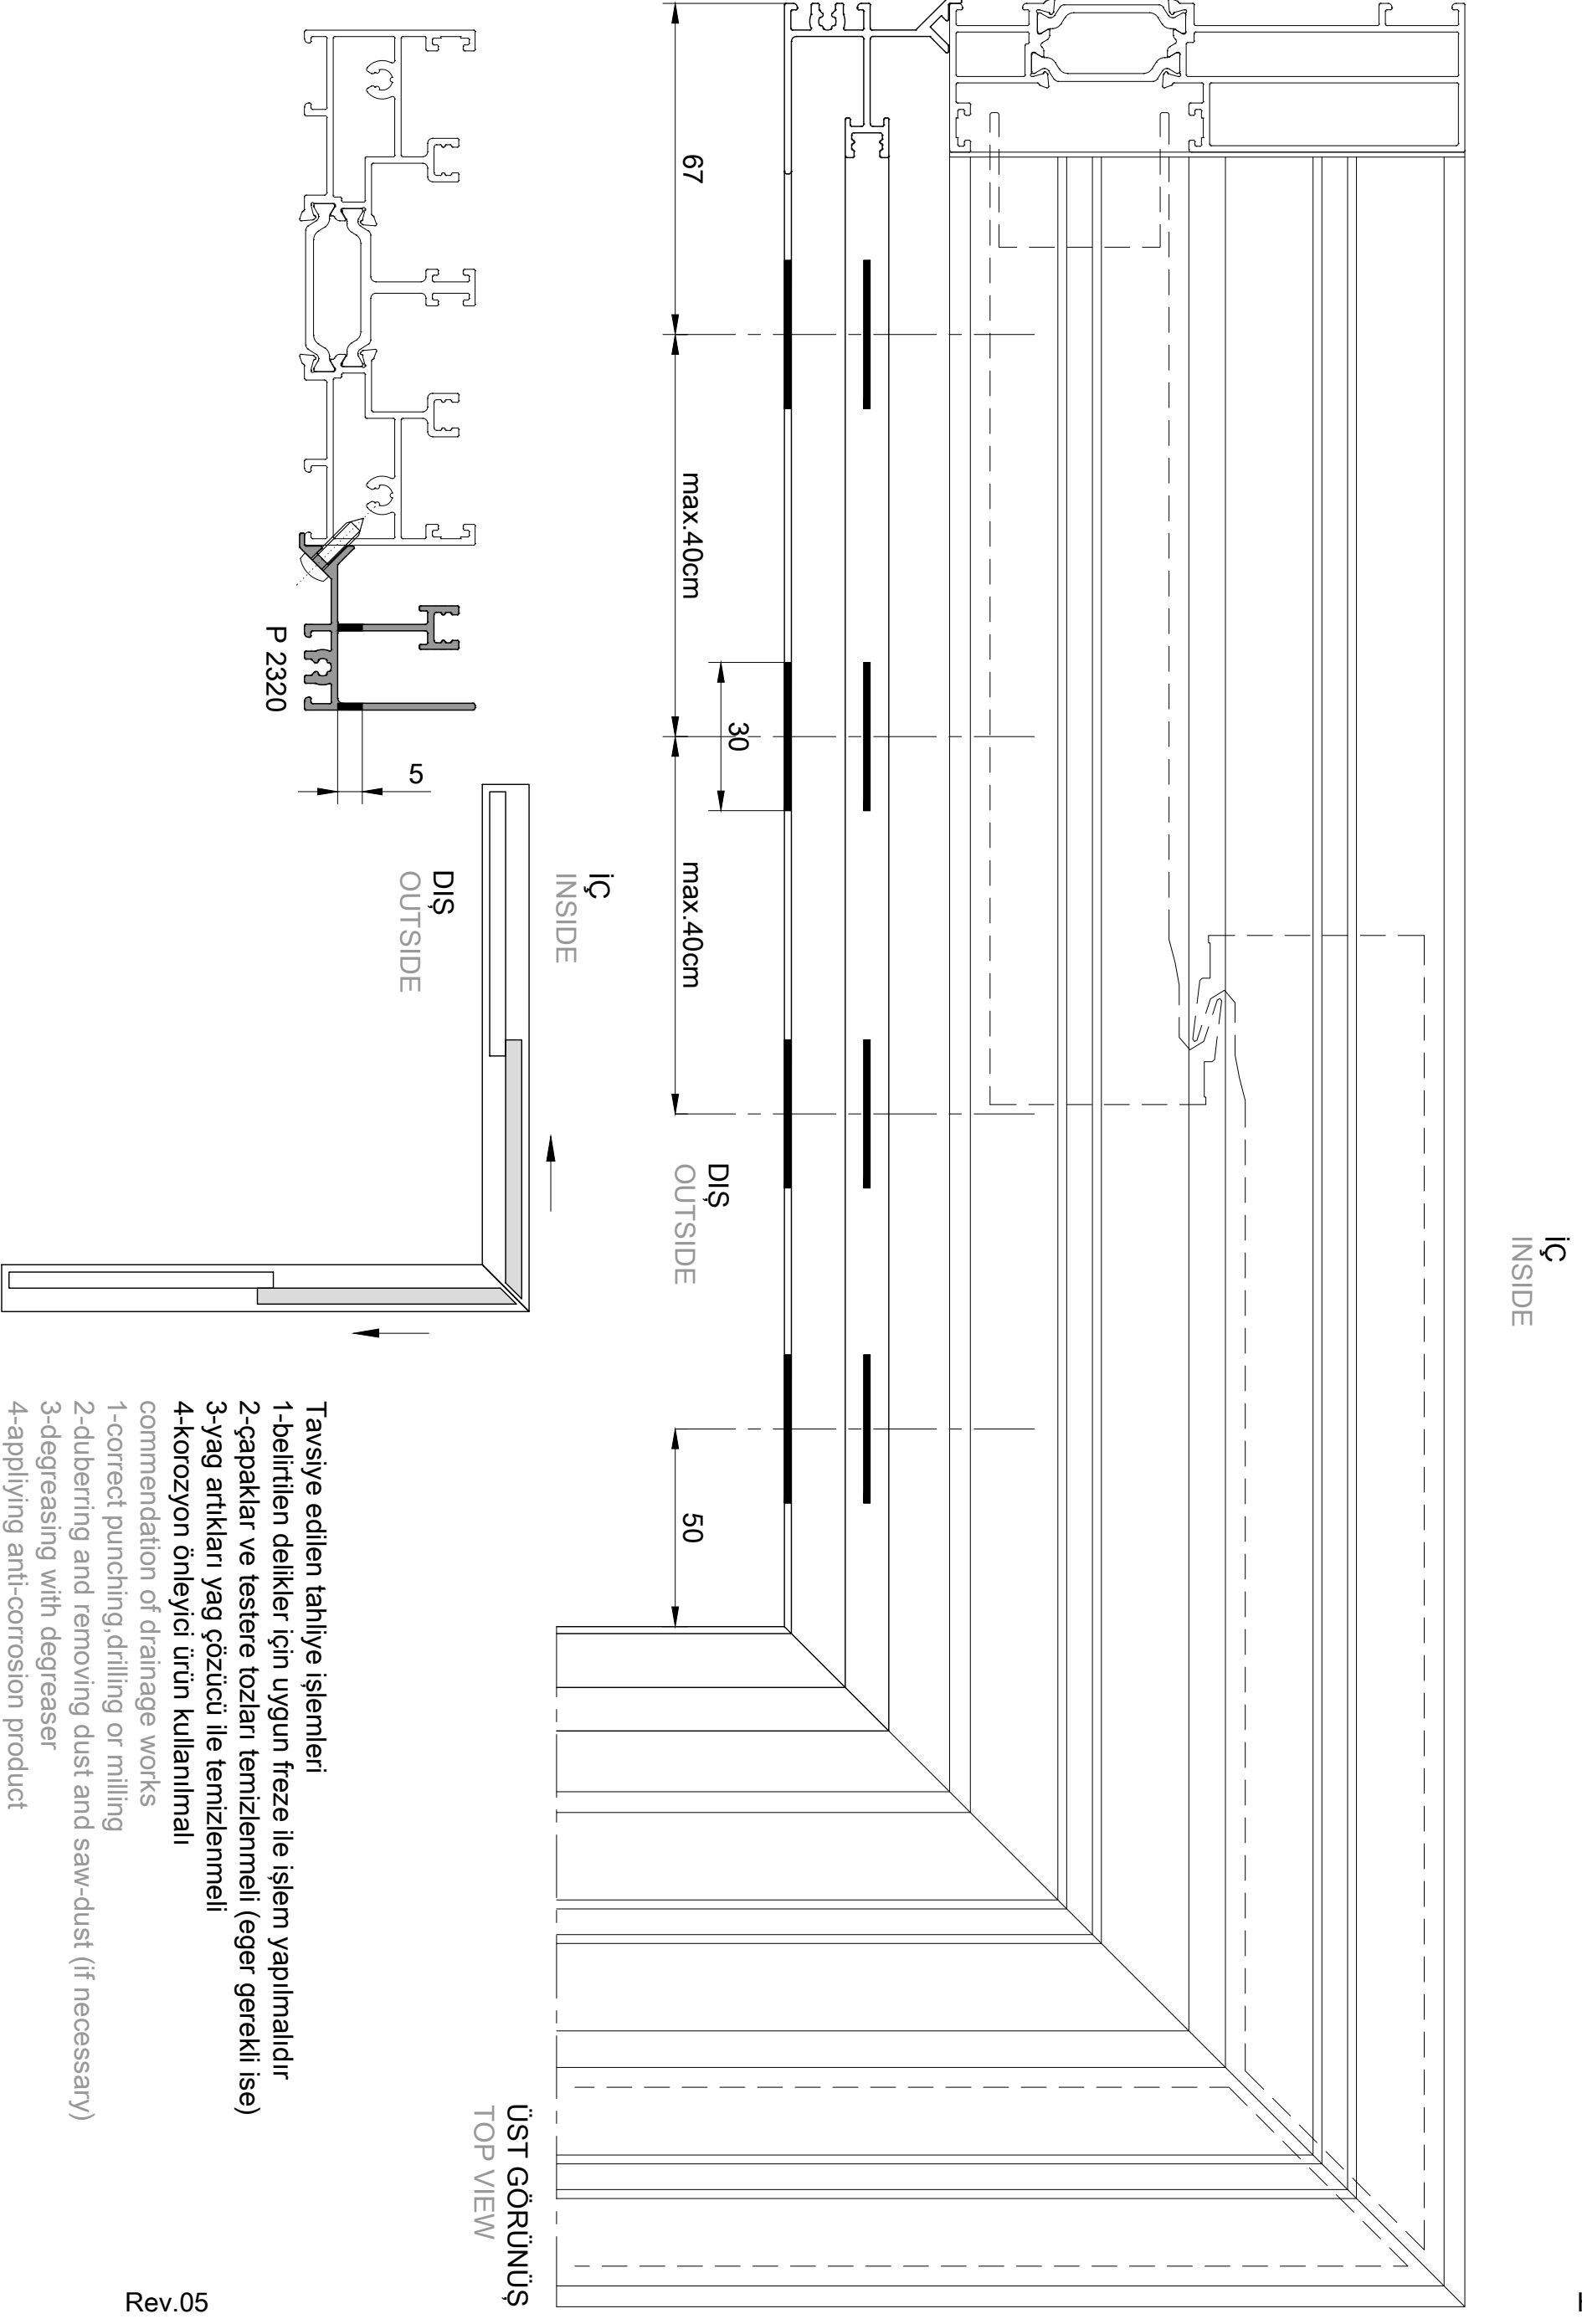 İÇ
INSIDE
67
max.40cm
max.40cm
30
50
DIŞ
OUTSIDE
P 2320
5
İÇ
INSIDE
DIŞ
OUTSIDE
ÜST GÖRÜNÜŞ
TOP VIEW
Tavsiye edilen tahliye işlemleri
1-belirtilen delikler için uygun freze ile işlem yapılmalıdır
2-çapaklar ve testere tozları temizlenmeli (eger gerekli ise)
3-yag artıkları yag çözücü ile temizlenmeli
4-korozyon önleyici ürün kullanılmalı
commendation of drainage works
1-correct punching,drilling or milling
2-duberring and removing dust and saw-dust (if necessary)
3-degreasing with degreaser
4-appliying anti-corrosion product
Rev.05